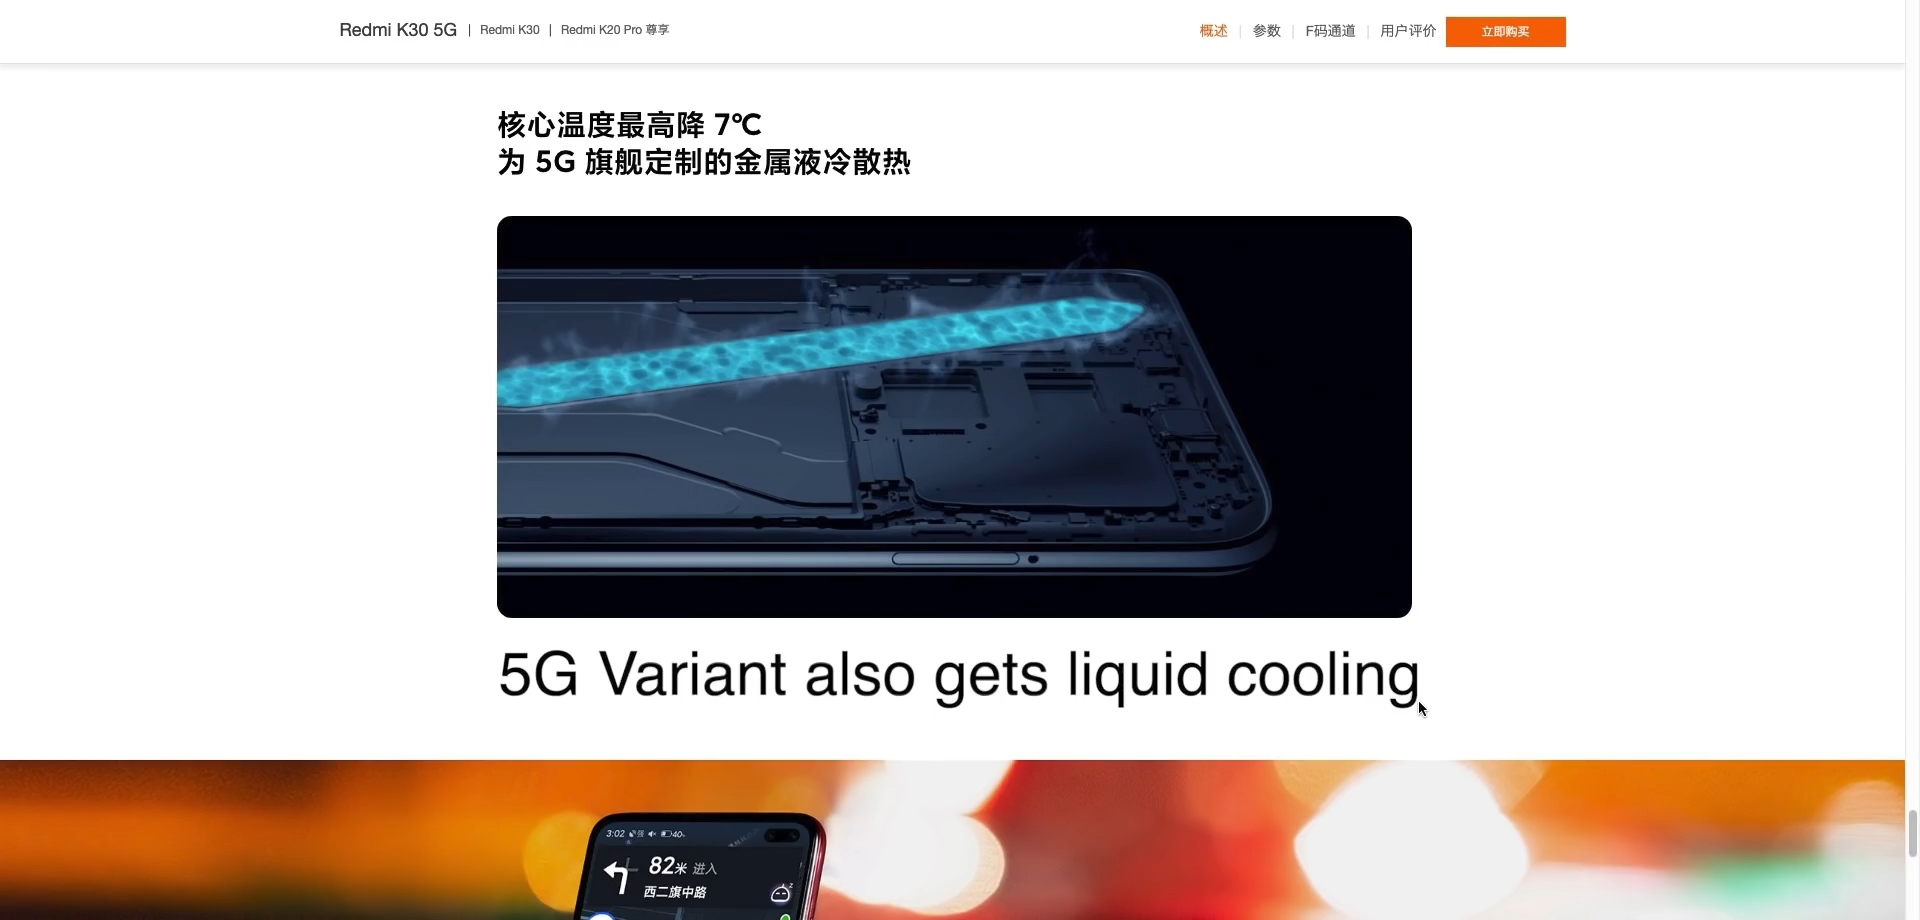 Redmi K30 5G | Redmi K30 | Redmi K20 Pro 尊享
概述 | 参数 | F码通道 | 用户评价 立即购买
核心温度最高降 7℃
为 5G 旗舰定制的金属液冷散热
5G Variant also gets liquid cooling
3:02 40
82米 进入
西二旗中路